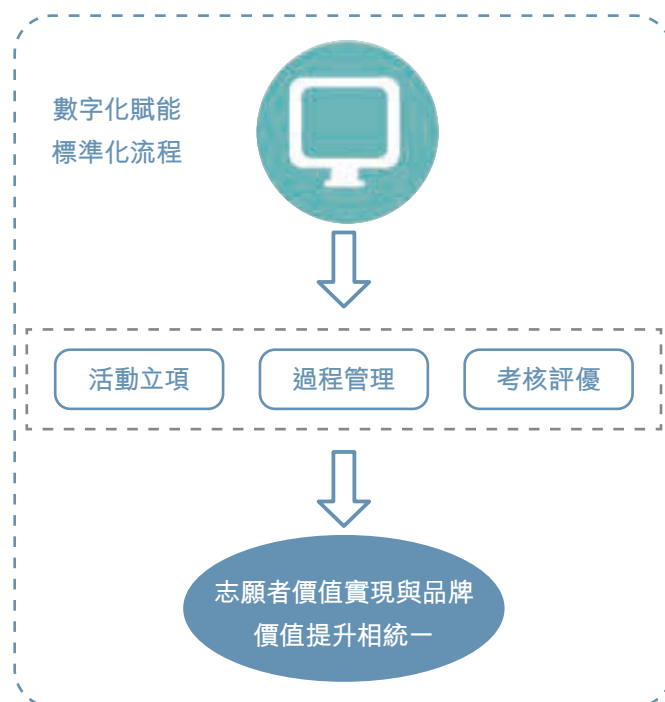 數字化賦能
標準化流程
活動立項
過程管理
考核評優
志願者價值實現與品牌
價值提升相統一